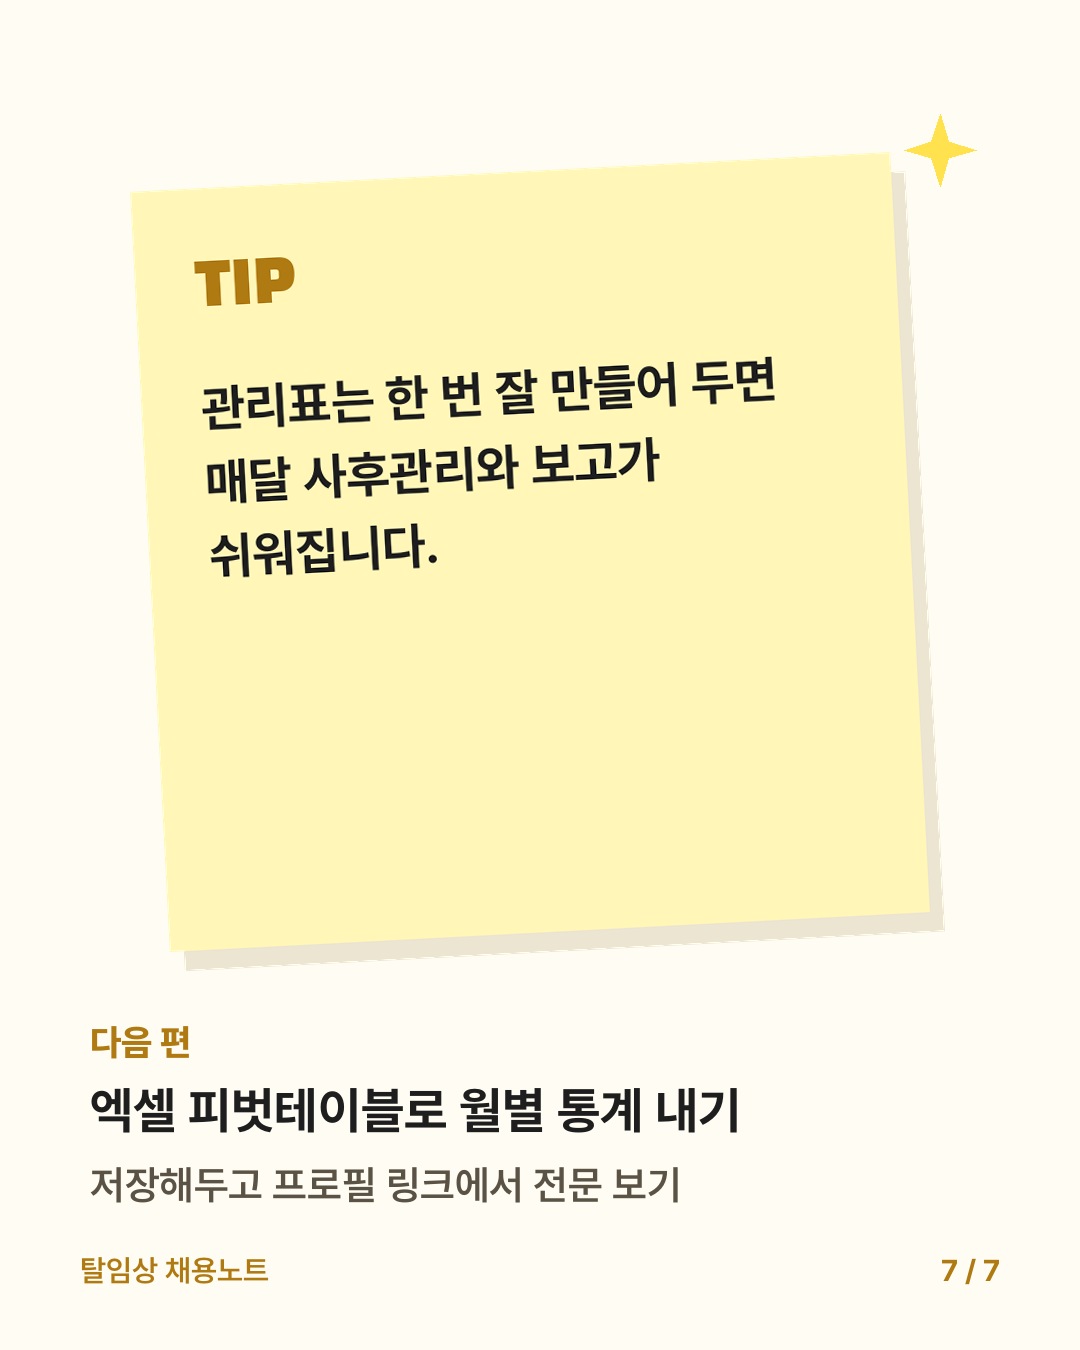 TIP
관리표는 한 번 잘 만들어 두면
매달 사후관리와 보고가
쉬워집니다.
다음 편
엑셀 피벗테이블로 월별 통계 내기
저장해두고 프로필 링크에서 전문 보기
탈임상 채용노트
7 / 7